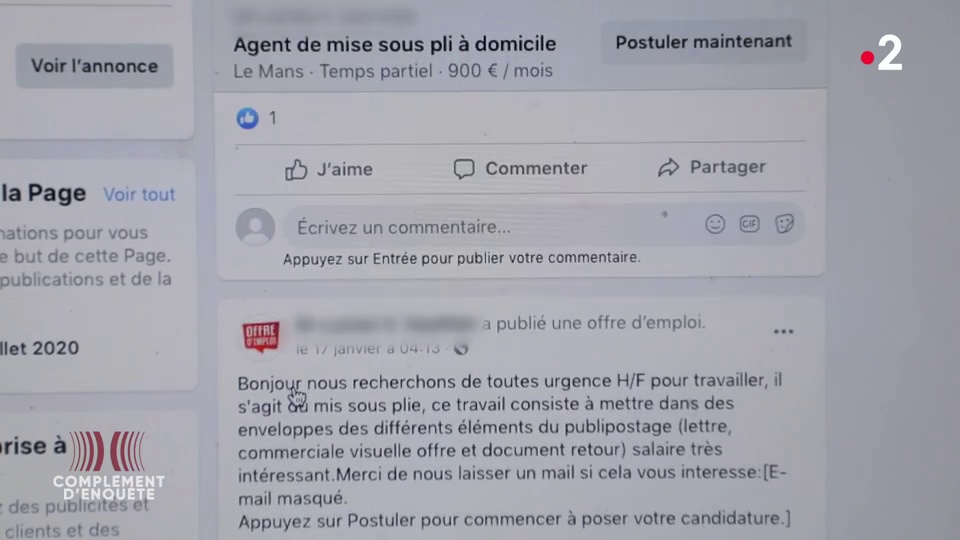 Agent de mise sous pli à domicile
Le Mans · Temps partiel · 900 € / mois
Postuler maintenant
2
Voir l'annonce
1
J'aime
Commenter
Partager
la Page Voir tout
nations pour vous
e but de cette Page.
publications et de la
llet 2020
Écrivez un commentaire...
GIF
Appuyez sur Entrée pour publier votre commentaire.
OFFRE
D'EMPLOI
a publié une offre d'emploi.
le 17 janvier à 04:13 ·
Bonjour nous recherchons de toutes urgence H/F pour travailler, il
s'agit du mis sous plie, ce travail consiste à mettre dans des
enveloppes des différents éléments du publipostage (lettre,
commerciale visuelle offre et document retour) salaire très
intéressant.Merci de nous laisser un mail si cela vous interesse:[E-
mail masqué.
Appuyez sur Postuler pour commencer à poser votre candidature.]
prise à
COMPLÉMENT
D'ENQUÊTE
z des publicités et
clients et des